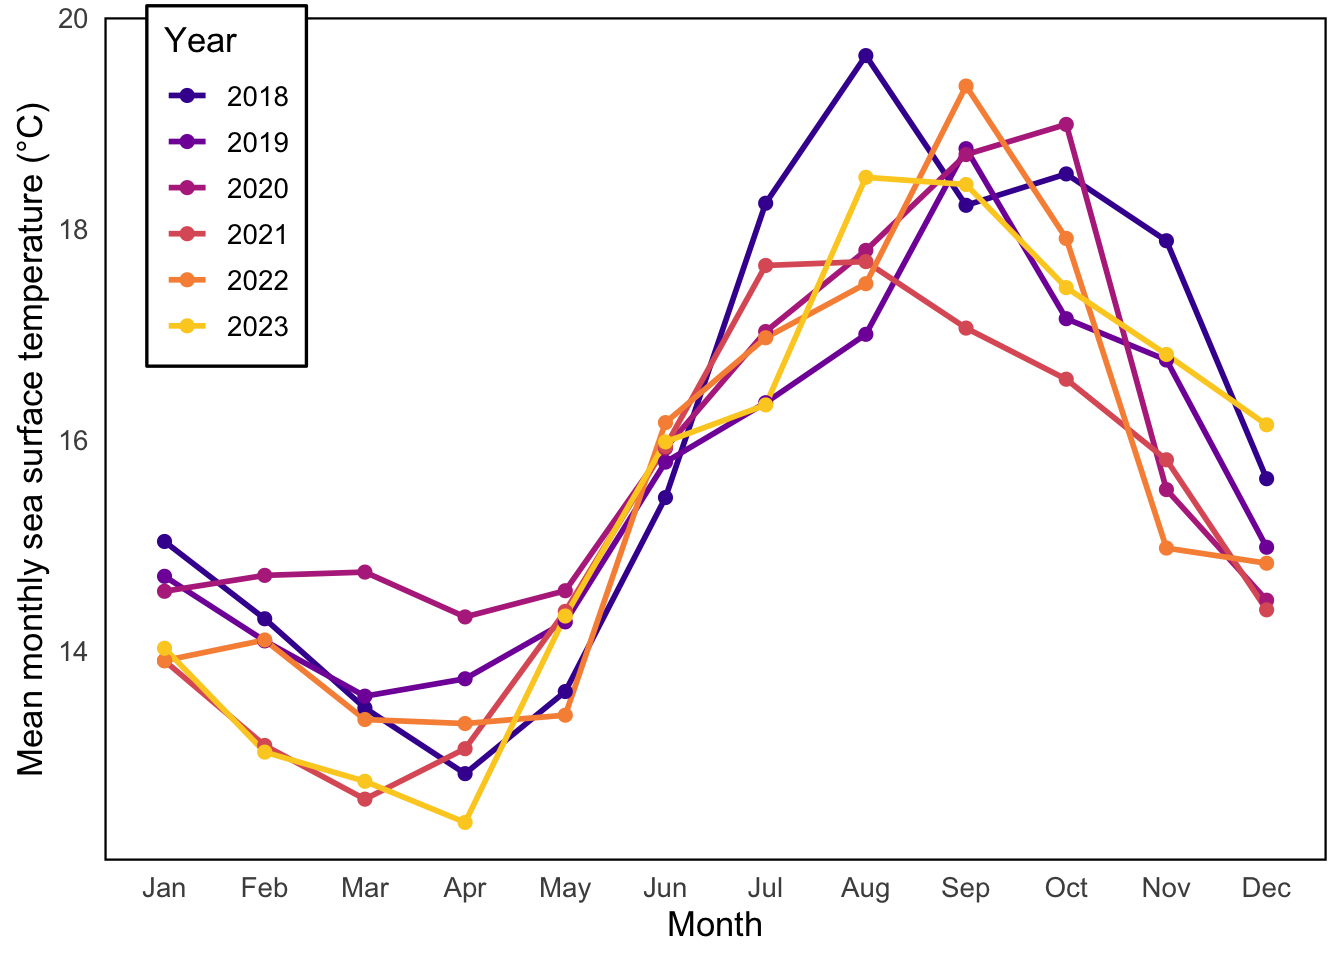 Year
2018
2019
2020
2021
2022
2023
Mean monthly sea surface temperature (°C)
20
18
16
14
Jan Feb Mar Apr May Jun Jul Aug Sep Oct Nov Dec
Month